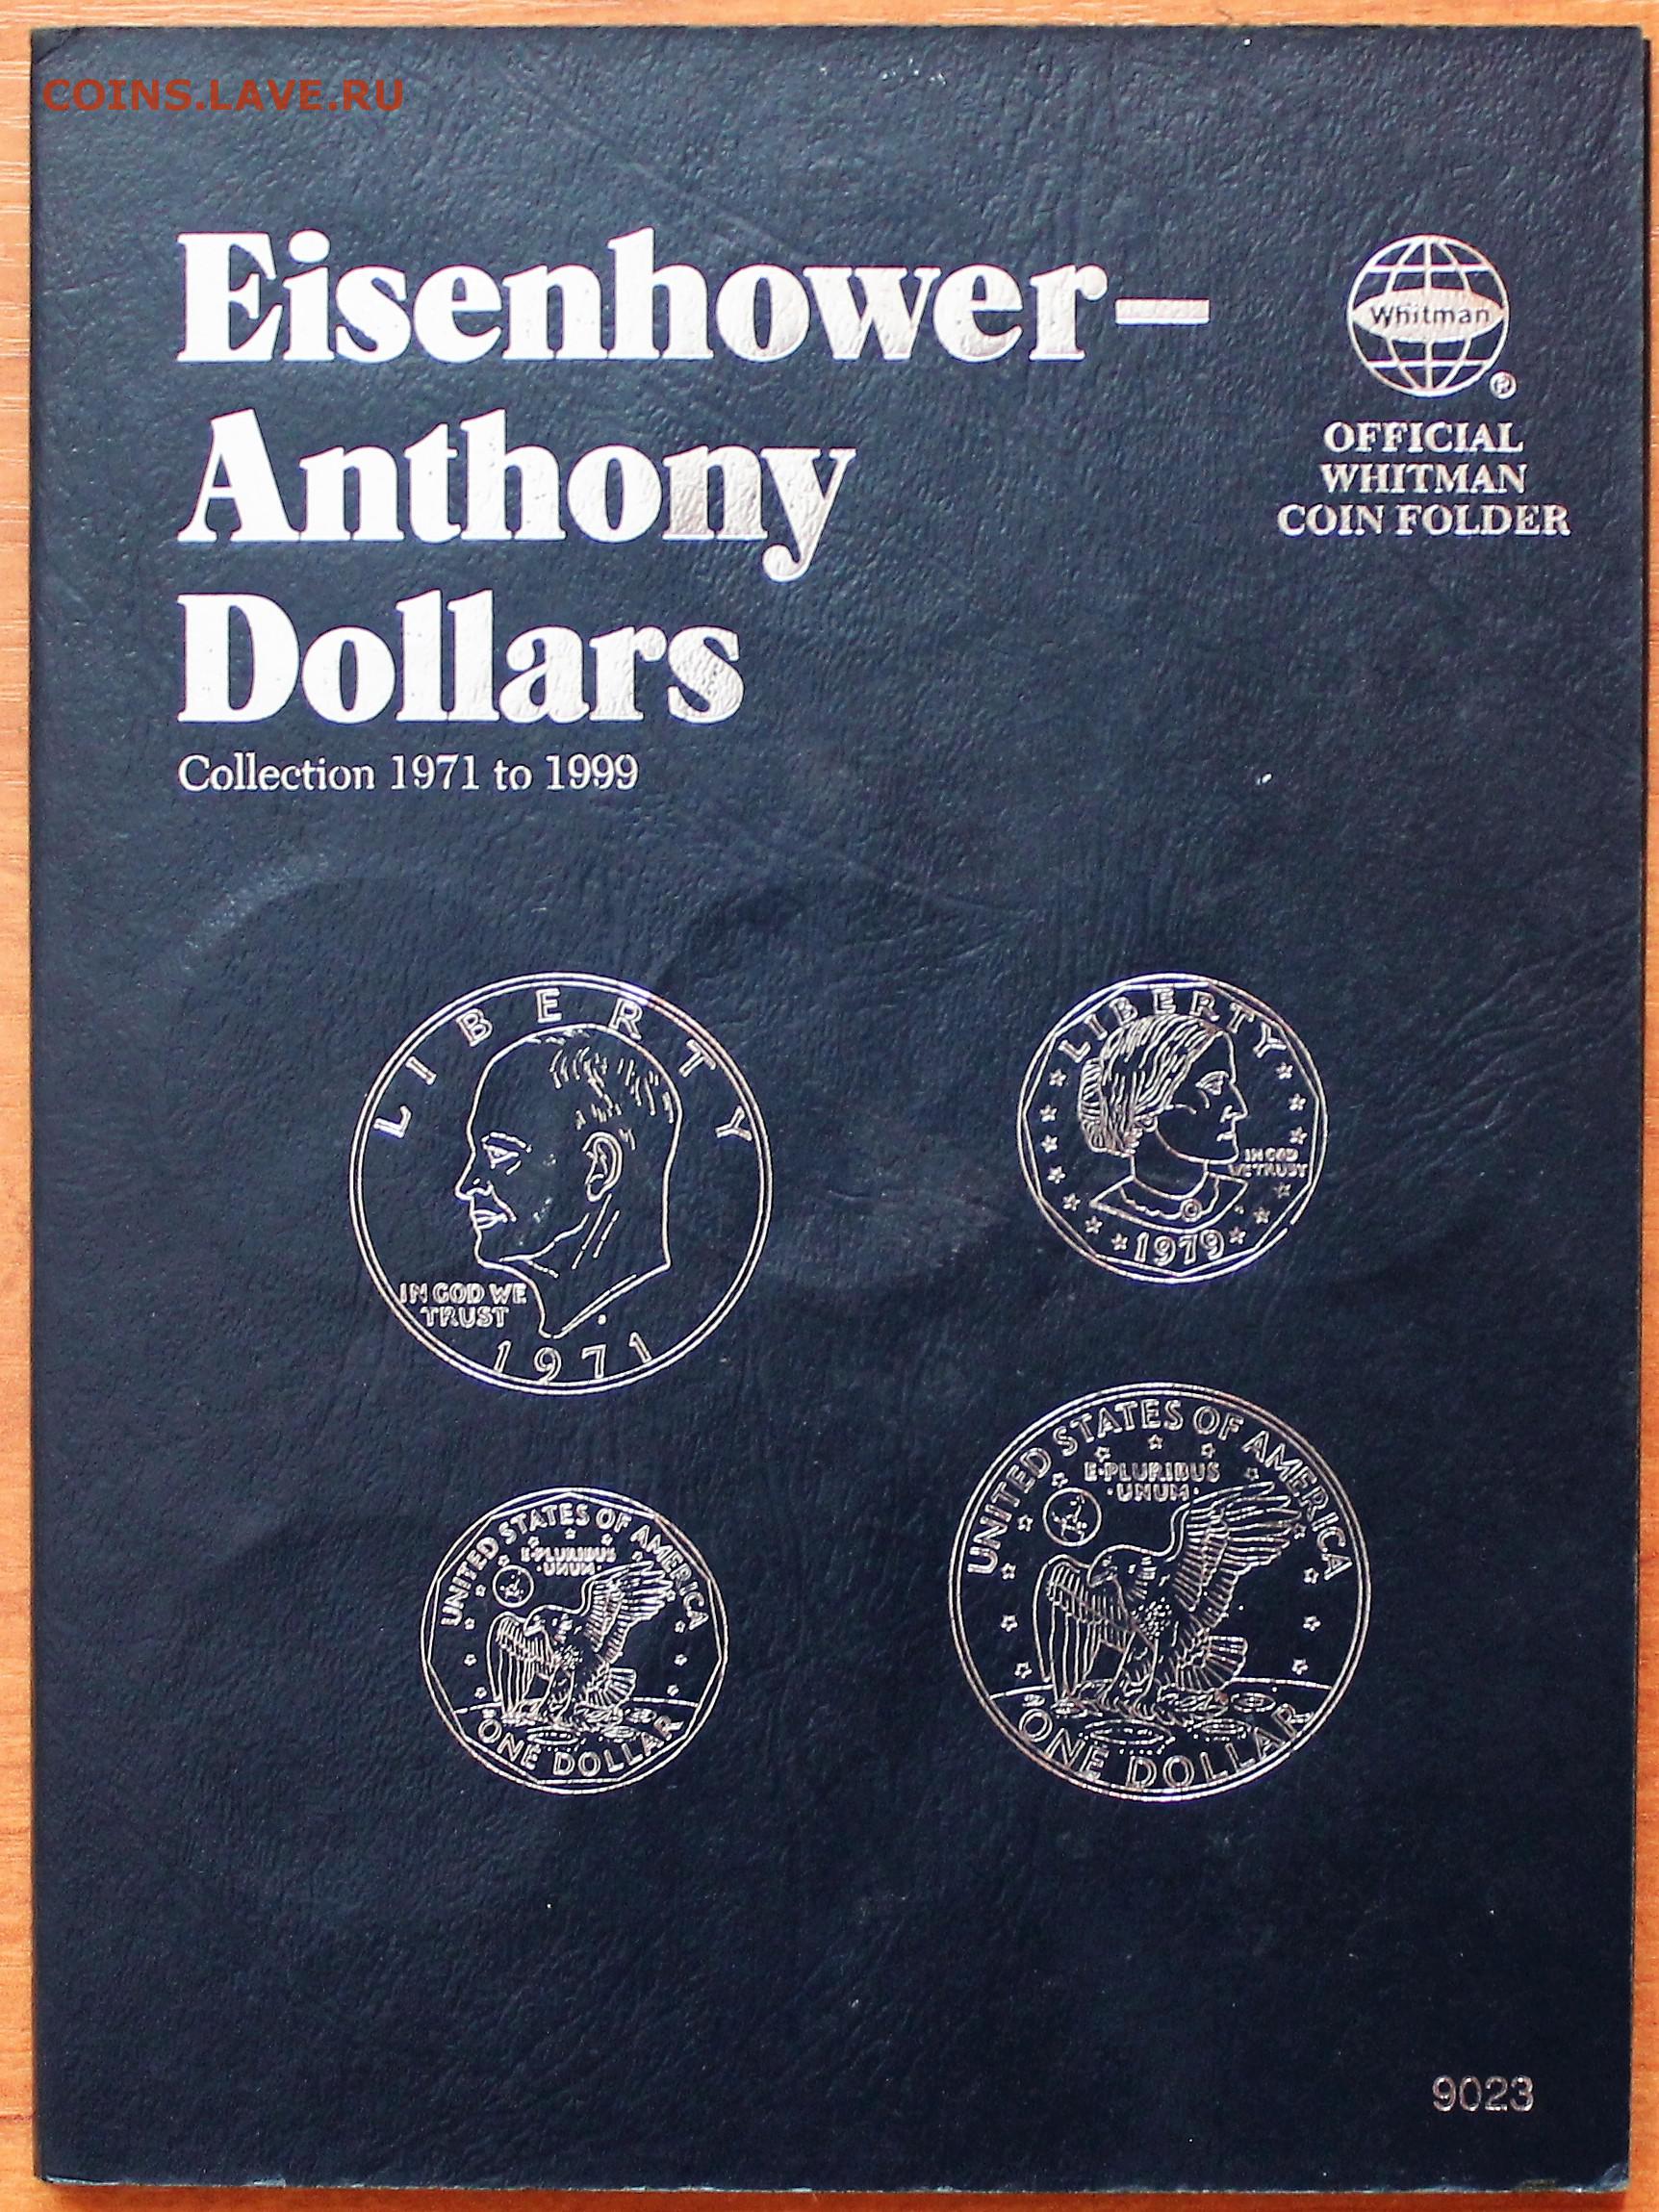 COINS.LAVE.RU
Eisenhower–
Anthony
Dollars
Collection 1971 to 1999
Whitman
®
OFFICIAL
WHITMAN
COIN FOLDER
LIBERTY
IN GOD WE
TRUST
1971
LIBERTY
IN GOD
WE TRUST
1979
UNITED STATES OF AMERICA
E·PLURIBUS
·UNUM·
ONE DOLLAR
UNITED STATES OF AMERICA
E·PLURIBUS
·UNUM·
ONE DOLLAR
9023